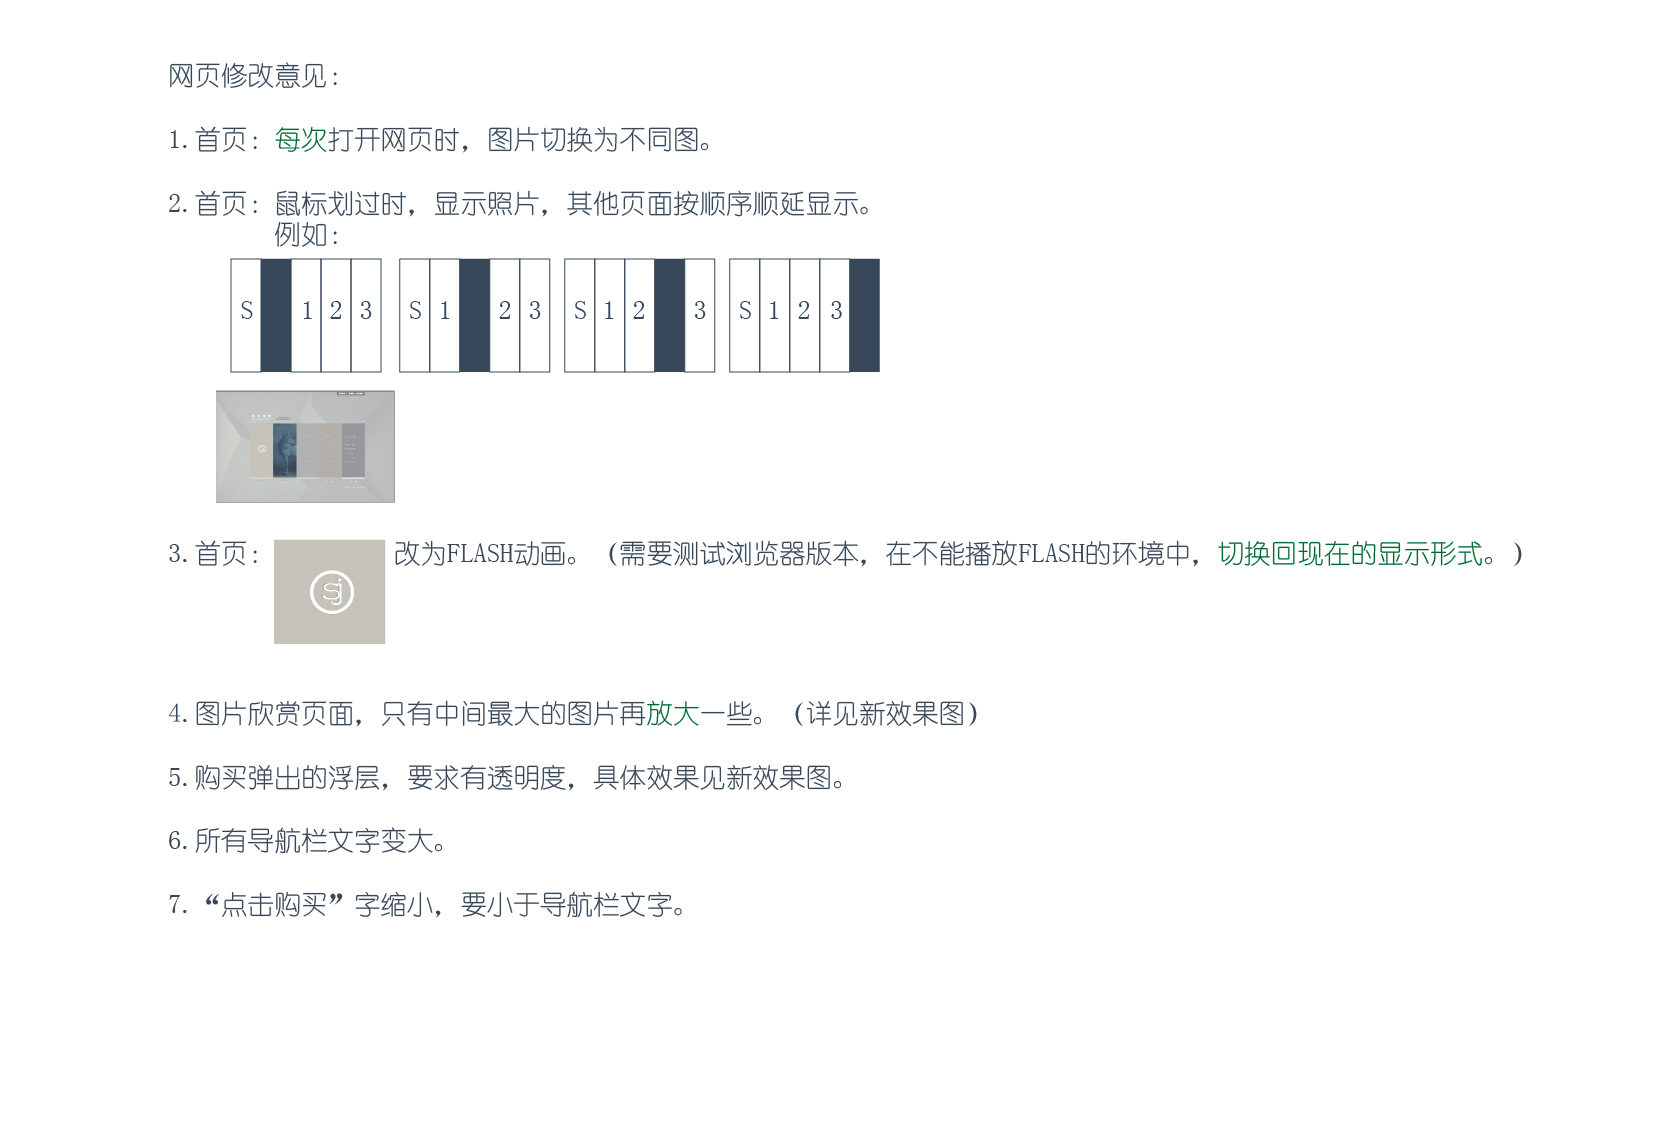 网页修改意见：
1. 首页：每次打开网页时，图片切换为不同图。
2. 首页：鼠标划过时，显示照片，其他页面按顺序顺延显示。
例如：
S 1 2 3 S 1 2 3 S 1 2 3 S 1 2 3
3. 首页： 改为FLASH动画。（需要测试浏览器版本，在不能播放FLASH的环境中，切换回现在的显示形式。）
sj
4. 图片欣赏页面，只有中间最大的图片再放大一些。（详见新效果图）
5. 购买弹出的浮层，要求有透明度，具体效果见新效果图。
6. 所有导航栏文字变大。
7. “点击购买”字缩小，要小于导航栏文字。